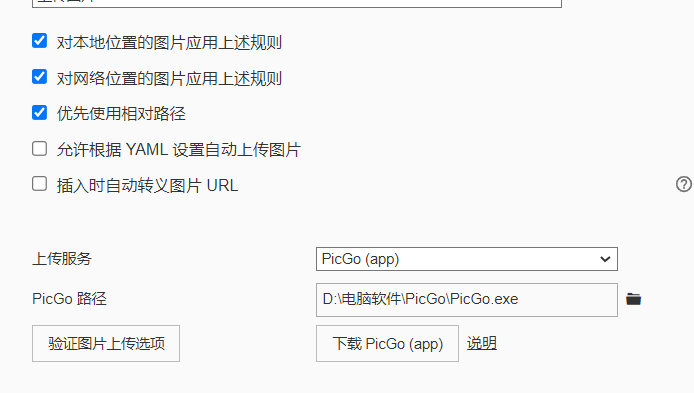 对本地位置的图片应用上述规则
对网络位置的图片应用上述规则
优先使用相对路径
允许根据 YAML 设置自动上传图片
插入时自动转义图片 URL
上传服务 PicGo (app)
PicGo 路径 D:\电脑软件\PicGo\PicGo.exe
验证图片上传选项 下载 PicGo (app) 说明